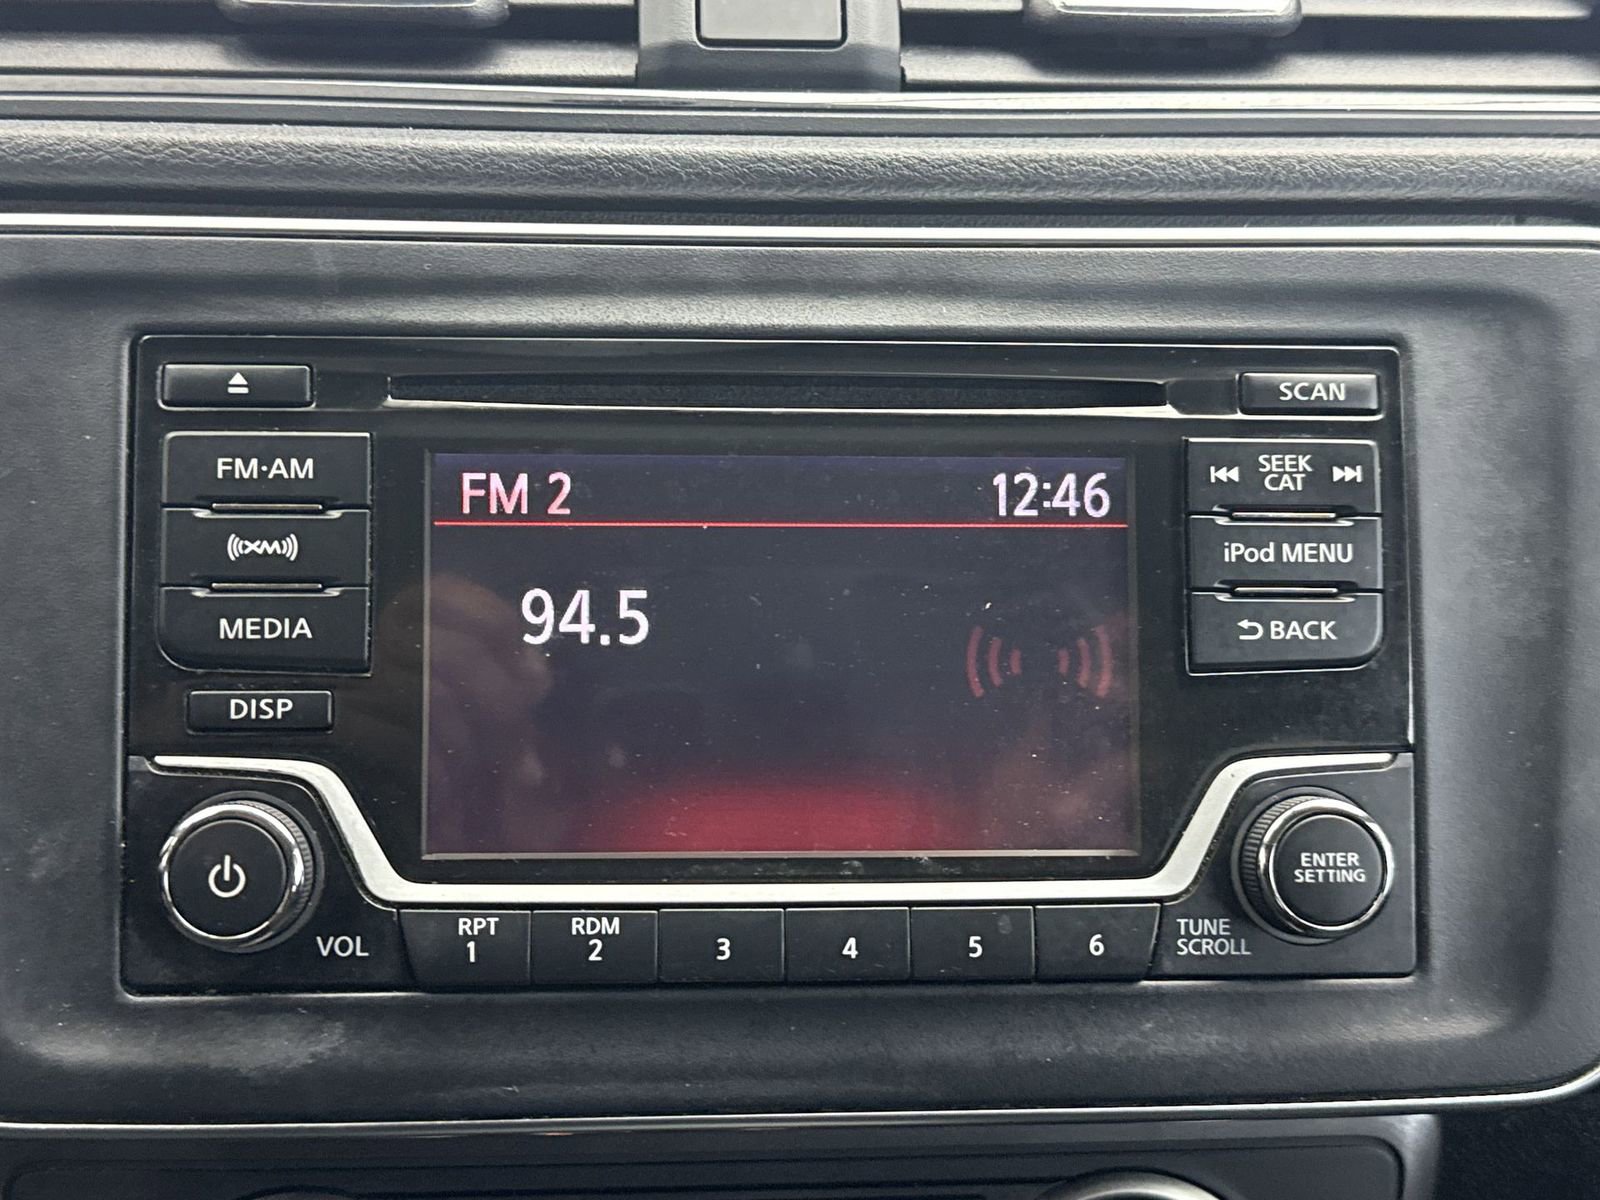 SCAN
FM·AM
XM
MEDIA
DISP
FM 2 12:46
94.5
SEEK
CAT
iPod MENU
BACK
VOL
RPT
1
RDM
2
3
4
5
6
TUNE
SCROLL
ENTER
SETTING